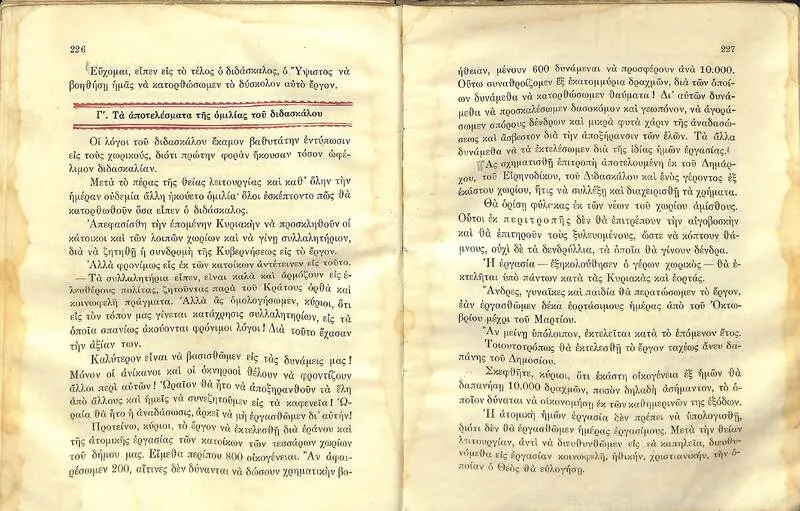 226
Εὔχομαι, εἶπεν εἰς τὸ τέλος ὁ διδάσκαλος, ὁ Ὕψιστος νὰ
βοηθήσῃ ἡμᾶς νὰ κατορθώσωμεν τὸ δύσκολον αὐτὸ ἔργον.
Γ'. Τὰ ἀποτελέσματα τῆς ὁμιλίας τοῦ διδασκάλου
Οἱ λόγοι τοῦ διδασκάλου ἔκαμον βαθυτάτην ἐντύπωσιν
εἰς τοὺς χωρικούς, διότι πρώτην φορὰν ἤκουσαν τόσον ὠφέ-
λιμον διδασκαλίαν.
Μετὰ τὸ πέρας τῆς θείας λειτουργίας καὶ καθ' ὅλην τὴν
ἡμέραν οὐδεμία ἄλλη ἠκούετο ὁμιλία· ὅλοι ἐσκέπτοντο πῶς θὰ
κατορθωθοῦν ὅσα εἶπεν ὁ διδάσκαλος.
Ἀπεφασίσθη τὴν ἑπομένην Κυριακὴν νὰ προσκληθοῦν οἱ
κάτοικοι καὶ τῶν λοιπῶν χωρίων καὶ νὰ γίνῃ συλλαλητήριον,
διὰ νὰ ζητηθῇ ἡ συνδρομὴ τῆς Κυβερνήσεως εἰς τὸ ἔργον.
Ἀλλὰ φρονίμως εἷς ἐκ τῶν κατοίκων ἀντέτεινεν εἰς τοῦτο.
— Τὰ συλλαλητήρια εἶπεν, εἶναι καλὰ καὶ ἁρμόζουν εἰς ἐ-
λευθέρους πολίτας, ζητοῦντας παρὰ τοῦ Κράτους ὀρθὰ καὶ
κοινωφελῆ πράγματα. Ἀλλὰ ἂς ὁμολογήσωμεν, κύριοι, ὅτι
εἰς τὸν τόπον μας γίνεται κατάχρησις συλλαλητηρίων, εἰς τὰ
ὁποῖα σπανίως ἀκούονται φρόνιμοι λόγοι! Διὰ τοῦτο ἔχασαν
τὴν ἀξίαν των.
Καλύτερον εἶναι νὰ βασισθῶμεν εἰς τὰς δυνάμεις μας!
Μόνον οἱ ἀνίκανοι καὶ οἱ ὀκνηροὶ θέλουν νὰ φροντίζουν
ἄλλοι περὶ αὐτῶν! Ὡραῖον θὰ ἦτο νὰ ἀποξηρανθοῦν τὰ ἕλη
ἀπὸ ἄλλους καὶ ἡμεῖς νὰ συνεζητοῦμεν εἰς τὰ καφενεῖα! Ὡ-
ραία θὰ ἦτο ἡ ἀναδάσωσις, ἀρκεῖ νὰ μὴ ἐργασθῶμεν δι' αὐτήν!
Προτείνω, κύριοι, τὸ ἔργον νὰ ἐκτελεσθῇ διὰ ἐράνου καὶ
τῆς ἀτομικῆς ἐργασίας τῶν κατοίκων τῶν τεσσάρων χωρίων
τοῦ δήμου μας. Εἴμεθα περίπου 800 οἰκογένειαι. Ἂν ἀφαι-
ρέσωμεν 200, αἵτινες δὲν δύνανται νὰ δώσουν χρηματικὴν βο-
227
ήθειαν, μένουν 600 δυνάμεναι νὰ προσφέρουν ἀνὰ 10.000.
Οὕτω συναθροίζομεν ἓξ ἑκατομμύρια δραχμῶν, διὰ τῶν ὁποί-
ων δυνάμεθα νὰ κατορθώσωμεν θαύματα! Δι' αὐτῶν δυνά-
μεθα νὰ προσκαλέσωμεν δασοκόμον καὶ γεωπόνον, νὰ ἀγορά-
σωμεν σπόρους δένδρων καὶ μικρὰ φυτὰ χάριν τῆς ἀναδασώ-
σεως καὶ ἄσβεστον διὰ τὴν ἀποξήρανσιν τῶν ἑλῶν. Τὰ ἄλλα
δυνάμεθα νὰ τὰ ἐκτελέσωμεν διὰ τῆς ἰδίας ἡμῶν ἐργασίας.
Ἂς σχηματισθῇ ἐπιτροπὴ ἀποτελουμένη ἐκ τοῦ Δημάρ-
χου, τοῦ Εἰρηνοδίκου, τοῦ Διδασκάλου καὶ ἑνὸς γέροντος ἐξ
ἑκάστου χωρίου, ἥτις νὰ συλλέξῃ καὶ διαχειρισθῇ τὰ χρήματα.
Θὰ ὁρίσῃ φύλακας ἐκ τῶν νέων τοῦ χωρίου ἀμίσθους.
Οὗτοι ἐκ περιτροπῆς δὲν θὰ ἐπιτρέπουν τὴν αἰγοβοσκὴν
καὶ θὰ ἐπιτηροῦν τοὺς ξυλευομένους, ὥστε νὰ κόπτουν θά-
μνους, οὐχὶ δὲ τὰ δενδρύλλια, τὰ ὁποῖα θὰ γίνουν δένδρα.
Ἡ ἐργασία — ἐξηκολούθησεν ὁ γέρων χωρικὸς — θὰ ἐ-
κτελῆται ὑπὸ πάντων κατὰ τὰς Κυριακὰς καὶ ἑορτάς.
Ἄνδρες, γυναῖκες καὶ παιδία θὰ περατώσωμεν τὸ ἔργον,
ἐὰν ἐργασθῶμεν δέκα ἑορτασίμους ἡμέρας ἀπὸ τοῦ Ὀκτω-
βρίου μέχρι τοῦ Μαρτίου.
Ἂν μείνῃ ὑπόλοιπον, ἐκτελεῖται κατὰ τὸ ἑπόμενον ἔτος.
Τοιουτοτρόπως θὰ ἐκτελεσθῇ τὸ ἔργον ταχέως ἄνευ δα-
πάνης τοῦ Δημοσίου.
Σκεφθῆτε, κύριοι, ὅτι ἑκάστη οἰκογένεια ἐξ ἡμῶν θὰ
δαπανήσῃ 10.000 δραχμῶν, ποσὸν δηλαδὴ ἀσήμαντον, τὸ ὁ-
ποῖον δύναται νὰ οἰκονομήσῃ ἐκ τῶν καθημερινῶν της ἐξόδων.
Ἡ ἀτομικὴ ἡμῶν ἐργασία δὲν πρέπει νὰ ὑπολογισθῇ,
διότι δὲν θὰ ἐργασθῶμεν ἡμέρας ἐργασίμους. Μετὰ τὴν θείαν
λειτουργίαν, ἀντὶ νὰ διευθυνθῶμεν εἰς τὰ καπηλεῖα, διευθυ-
νόμεθα εἰς ἐργασίαν κοινωφελῆ, ἠθικήν, χριστιανικήν, τὴν ὁ-
ποίαν ὁ Θεὸς θὰ εὐλογήσῃ.